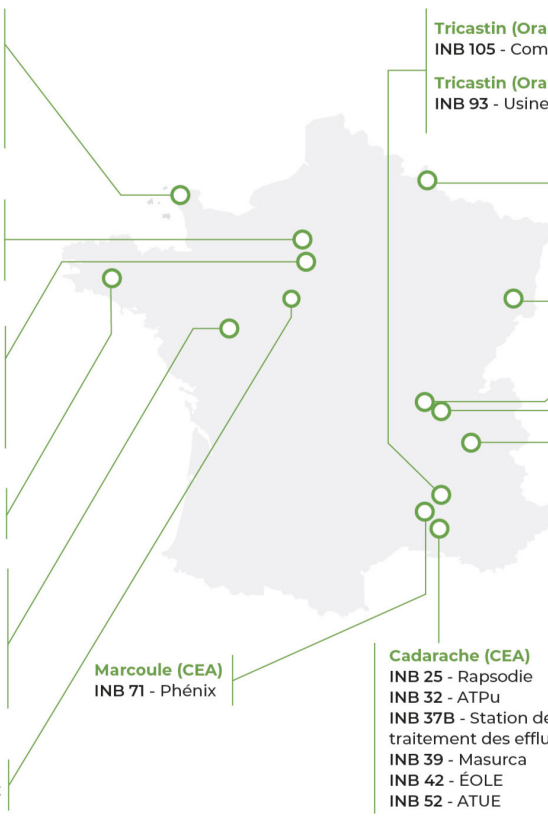 Tricastin (Ora
INB 105 - Com
Tricastin (Ora
INB 93 - Usine
Marcoule (CEA)
INB 71 - Phénix
Cadarache (CEA)
INB 25 - Rapsodie
INB 32 - ATPu
INB 37B - Station de
traitement des efflu
INB 39 - Masurca
INB 42 - ÉOLE
INB 52 - ATUE